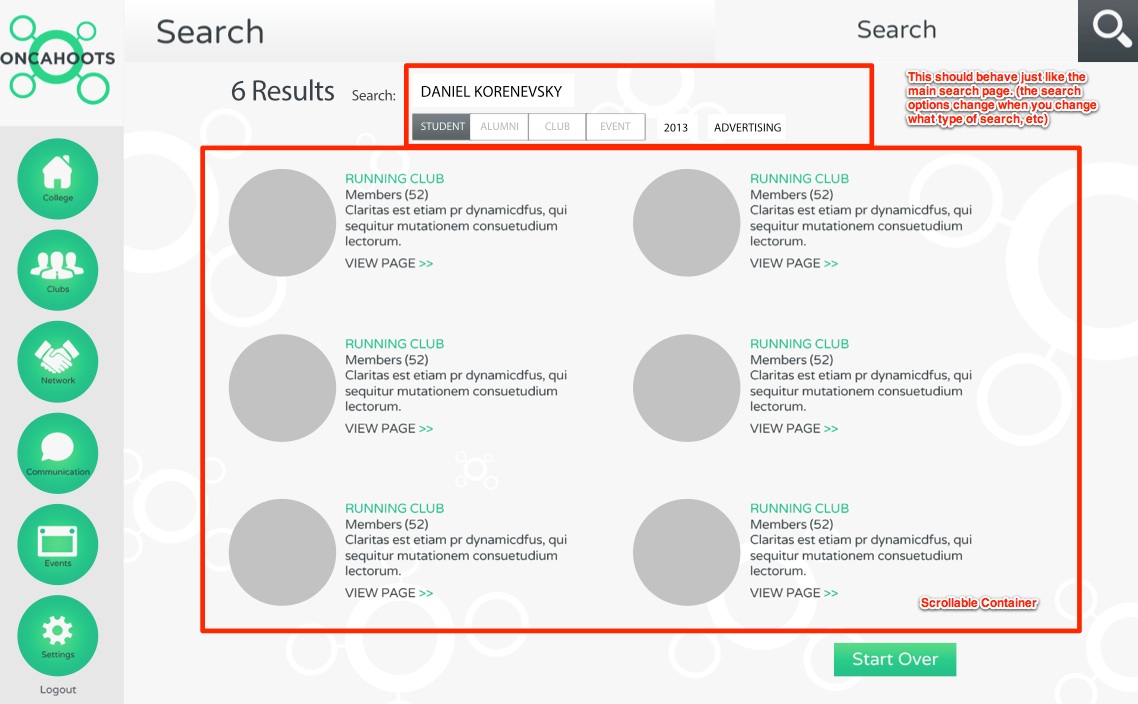 ONCAHOOTS
Search
Search
6 Results
Search:
DANIEL KORENEVSKY
STUDENT
ALUMNI
CLUB
EVENT
2013
ADVERTISING
This should behave just like the
main search page. (the search
options change when you change
what type of search, etc)
College
Clubs
Network
Communication
Events
Settings
Logout
RUNNING CLUB
Members (52)
Claritas est etiam pr dynamicdfus, qui
sequitur mutationem consuetudium
lectorum.
VIEW PAGE >>
RUNNING CLUB
Members (52)
Claritas est etiam pr dynamicdfus, qui
sequitur mutationem consuetudium
lectorum.
VIEW PAGE >>
RUNNING CLUB
Members (52)
Claritas est etiam pr dynamicdfus, qui
sequitur mutationem consuetudium
lectorum.
VIEW PAGE >>
RUNNING CLUB
Members (52)
Claritas est etiam pr dynamicdfus, qui
sequitur mutationem consuetudium
lectorum.
VIEW PAGE >>
RUNNING CLUB
Members (52)
Claritas est etiam pr dynamicdfus, qui
sequitur mutationem consuetudium
lectorum.
VIEW PAGE >>
RUNNING CLUB
Members (52)
Claritas est etiam pr dynamicdfus, qui
sequitur mutationem consuetudium
lectorum.
VIEW PAGE >>
Scrollable Container
Start Over